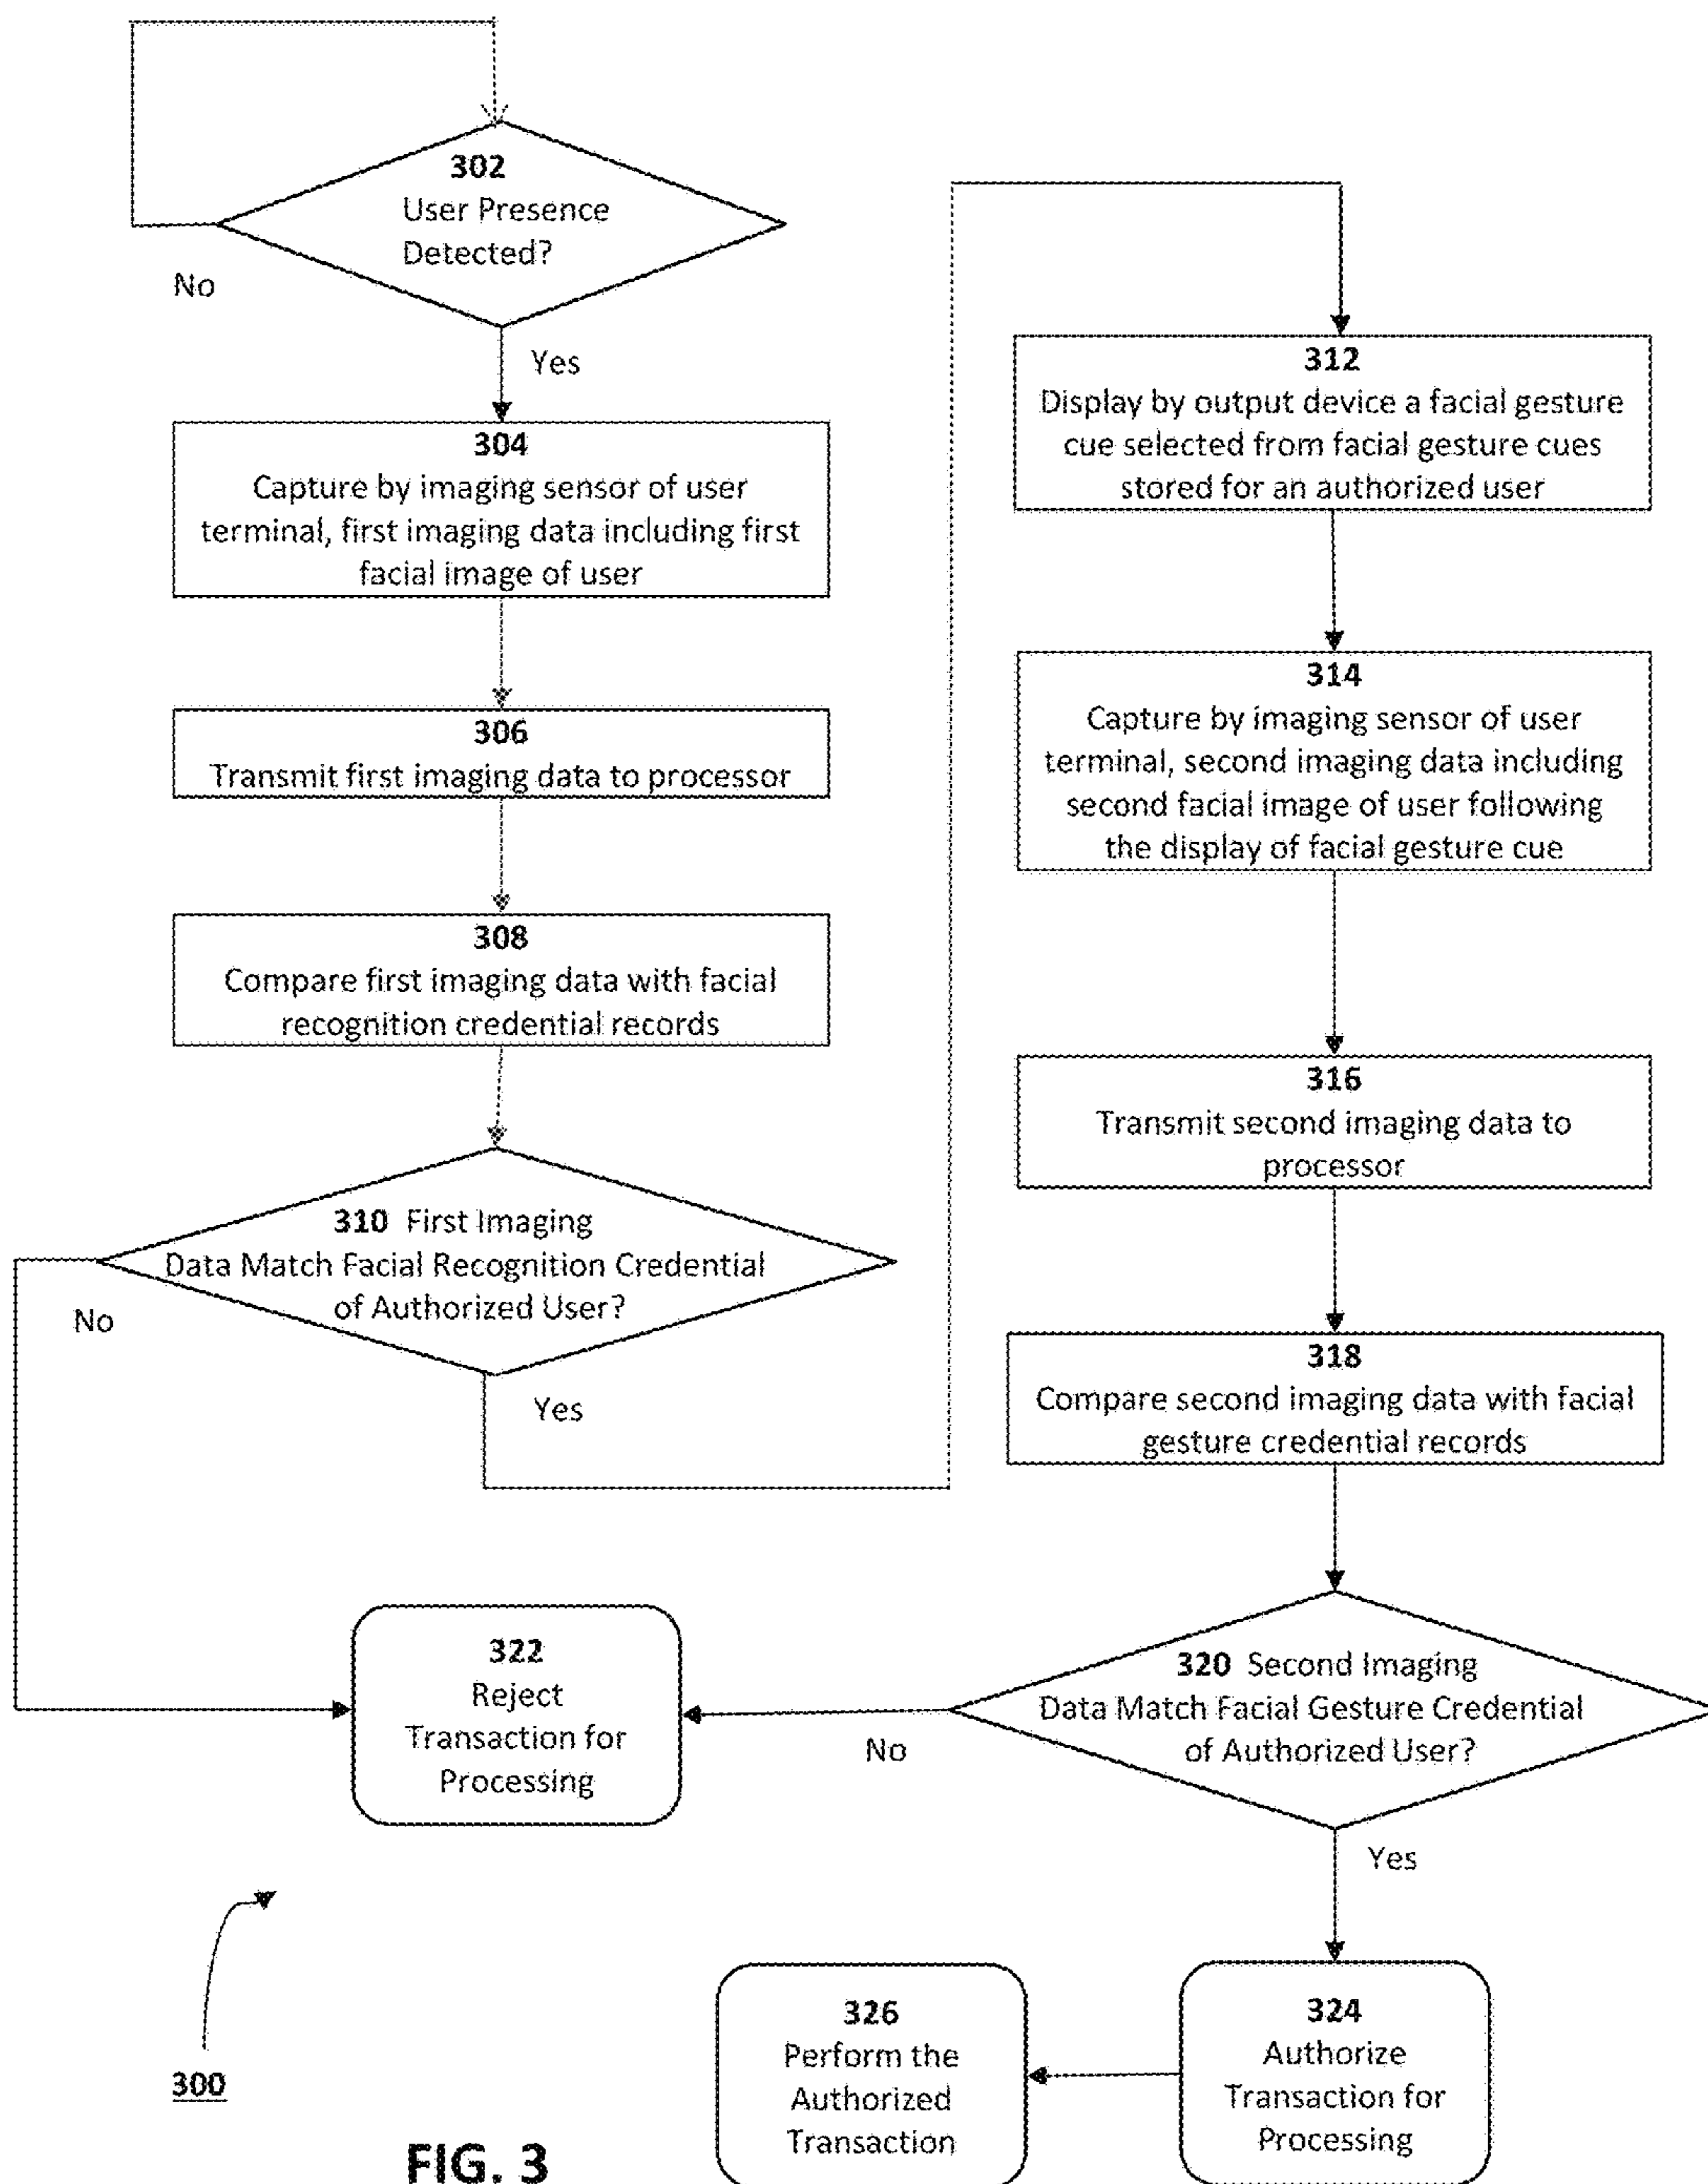 302
User Presence
Detected?
No
Yes
304
Capture by imaging sensor of user
terminal, first imaging data including first
facial image of user
306
Transmit first imaging data to processor
308
Compare first imaging data with facial
recognition credential records
310 First Imaging
Data Match Facial Recognition Credential
of Authorized User?
No
Yes
312
Display by output device a facial gesture
cue selected from facial gesture cues
stored for an authorized user
314
Capture by imaging sensor of user
terminal, second imaging data including
second facial image of user following
the display of facial gesture cue
316
Transmit second imaging data to
processor
318
Compare second imaging data with facial
gesture credential records
320 Second Imaging
Data Match Facial Gesture Credential
of Authorized User?
No
Yes
322
Reject
Transaction for
Processing
324
Authorize
Transaction for
Processing
326
Perform the
Authorized
Transaction
300
FIG. 3